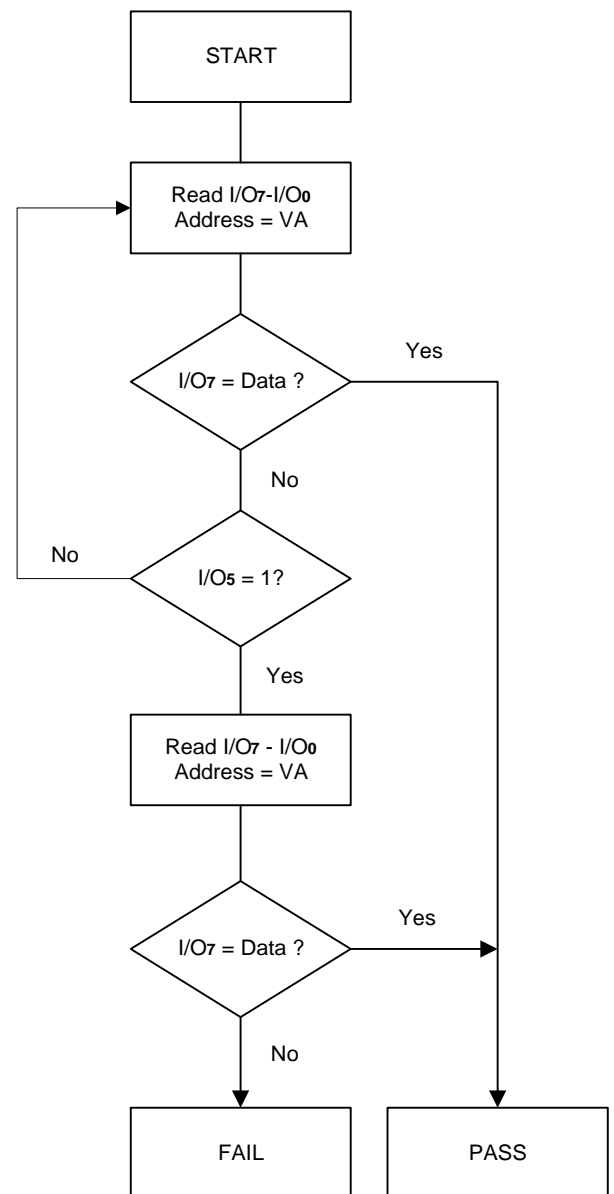 START
Read I/O7-I/O0
Address = VA
I/O7 = Data ?
Yes
No
No
I/O5 = 1?
Yes
Read I/O7 - I/O0
Address = VA
I/O7 = Data ?
Yes
No
FAIL
PASS